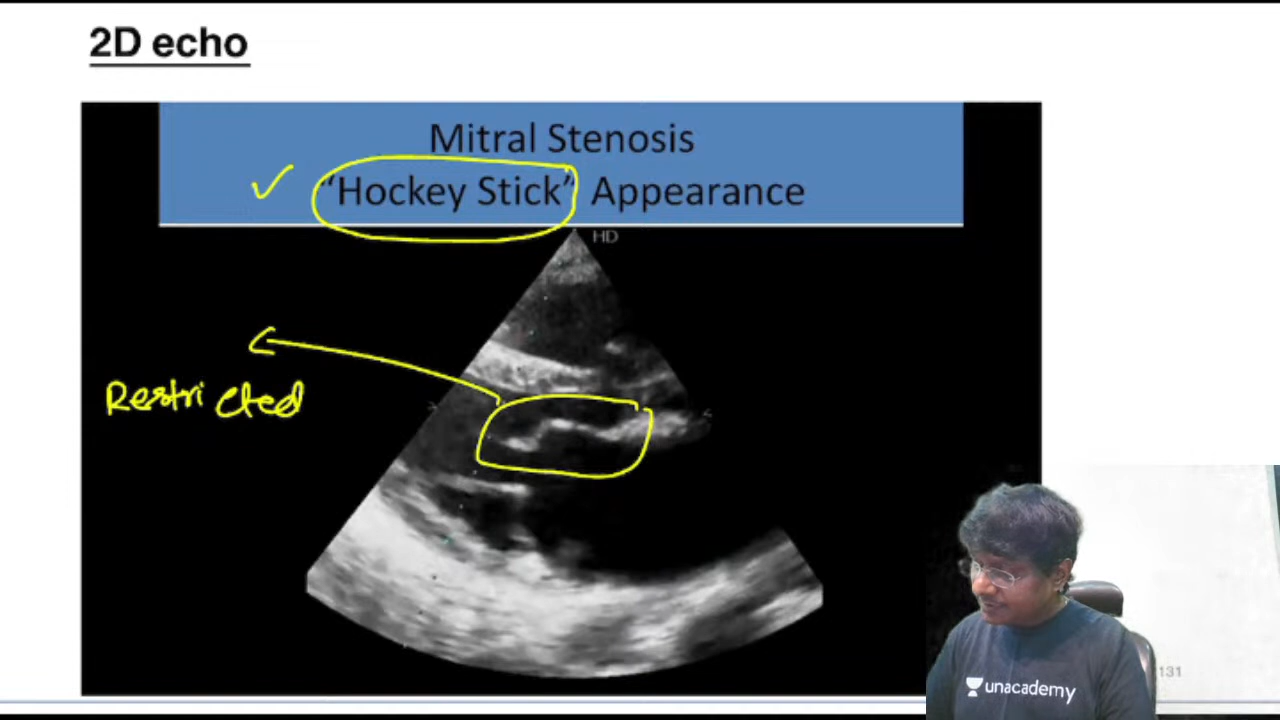 2D echo
Mitral Stenosis
“Hockey Stick” Appearance
HD
Restricted
unacademy
131